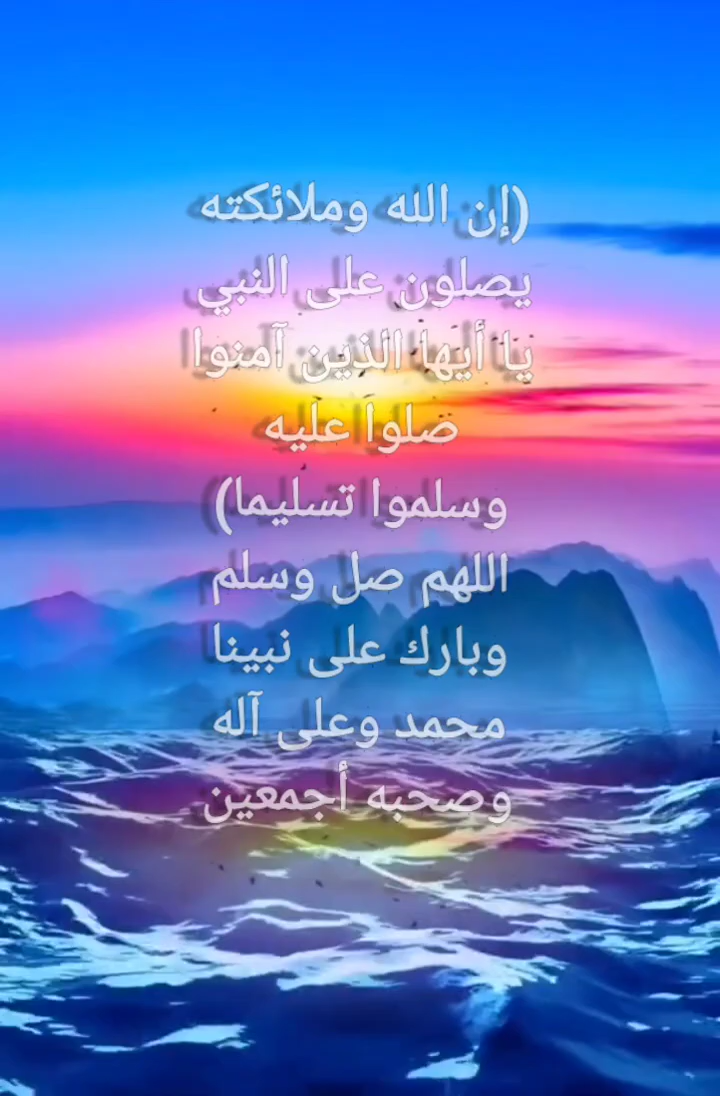 (إن الله وملائكته
يصلون على النبي
يا أيها الذين آمنوا
صلوا عليه
وسلموا تسليما)
اللهم صل وسلم
وبارك على نبينا
محمد وعلى آله
وصحبه أجمعين